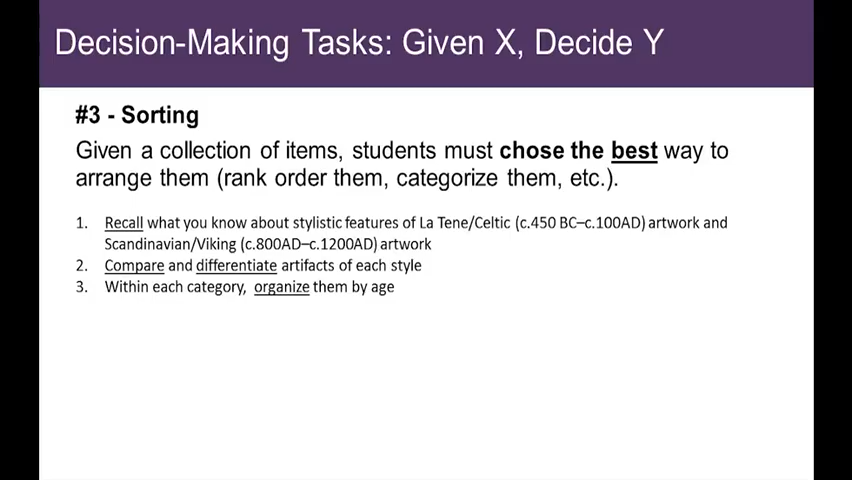 Decision-Making Tasks: Given X, Decide Y
#3 - Sorting
Given a collection of items, students must chose the best way to
arrange them (rank order them, categorize them, etc.).
1. Recall what you know about stylistic features of La Tene/Celtic (c.450 BC–c.100AD) artwork and
Scandinavian/Viking (c.800AD–c.1200AD) artwork
2. Compare and differentiate artifacts of each style
3. Within each category, organize them by age